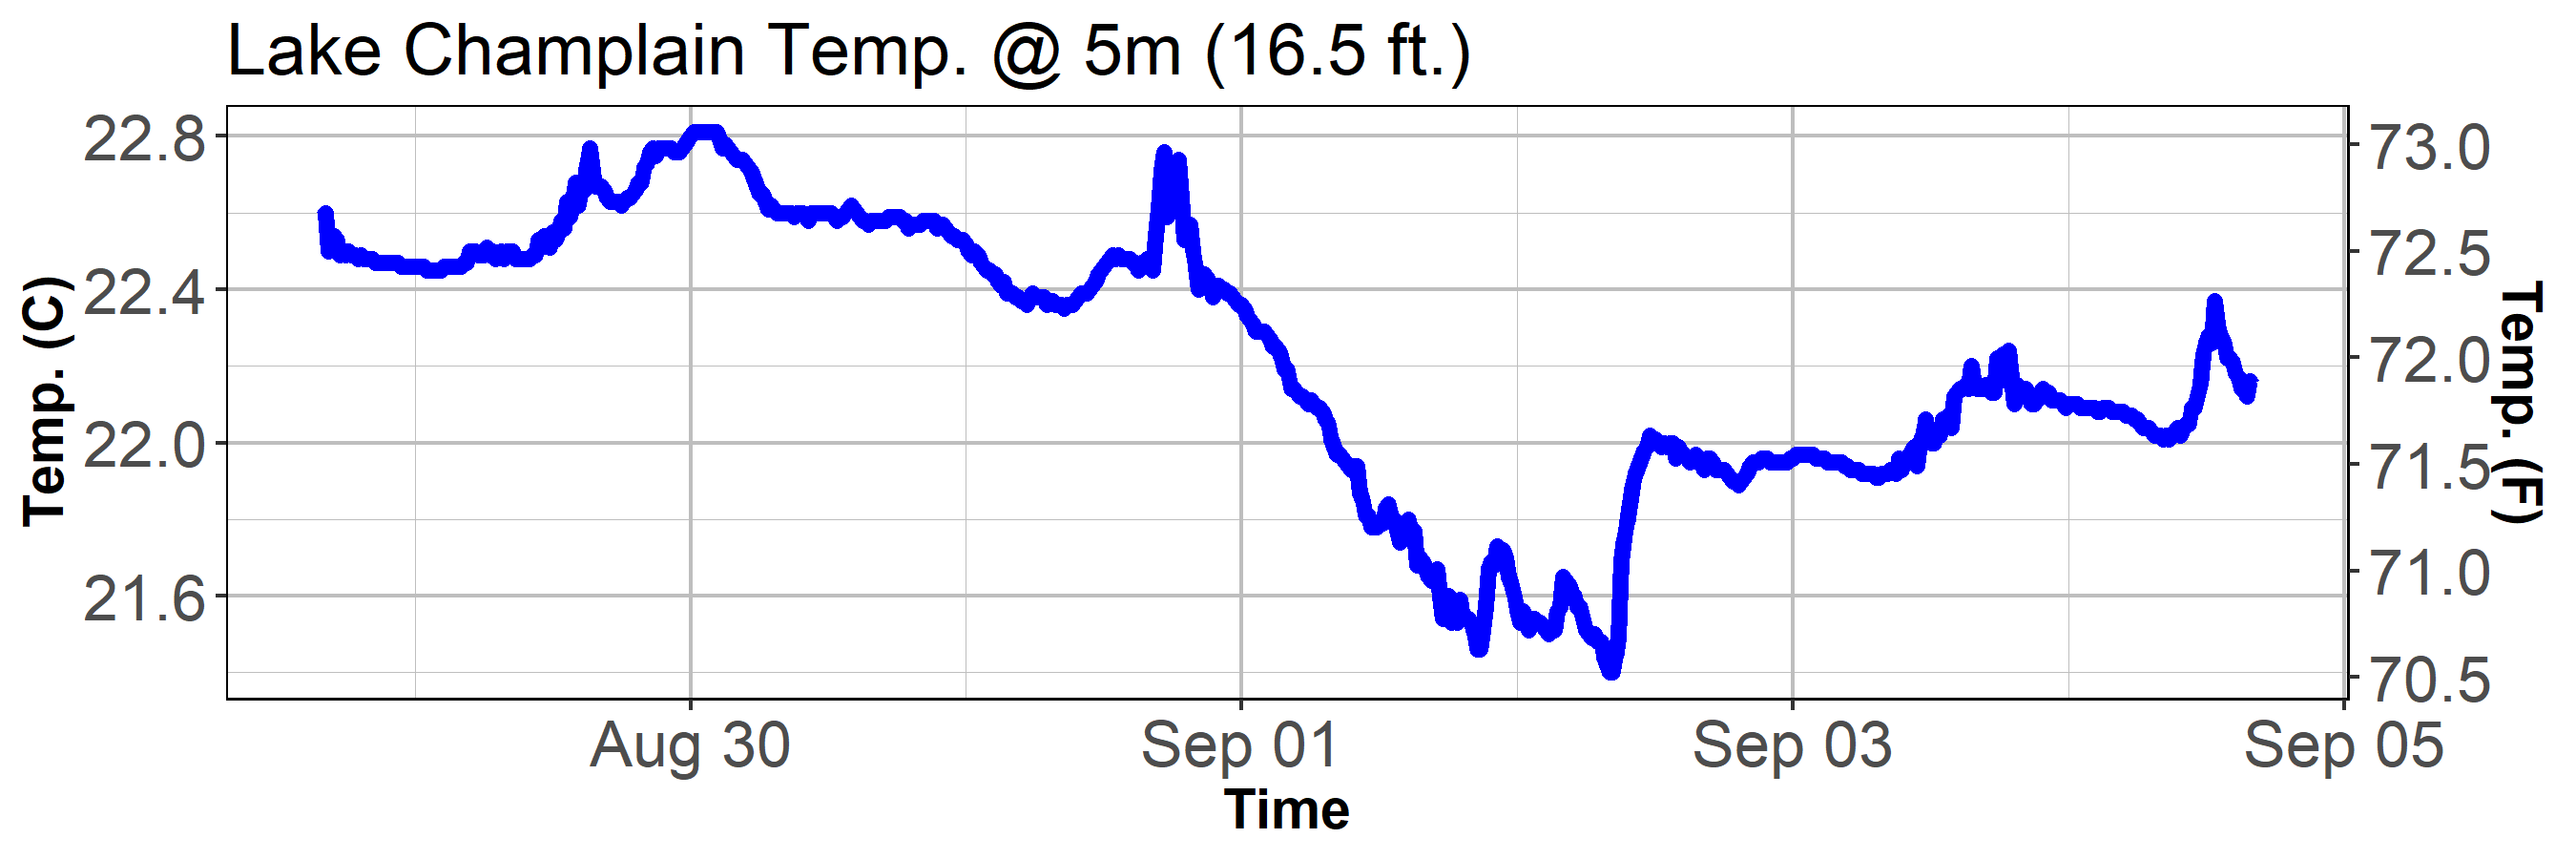 Lake Champlain Temp. @ 5m (16.5 ft.)
Temp. (C)
22.8
22.4
22.0
21.6
73.0
72.5
72.0
71.5
71.0
70.5
Temp. (F)
Aug 30
Sep 01
Sep 03
Sep 05
Time